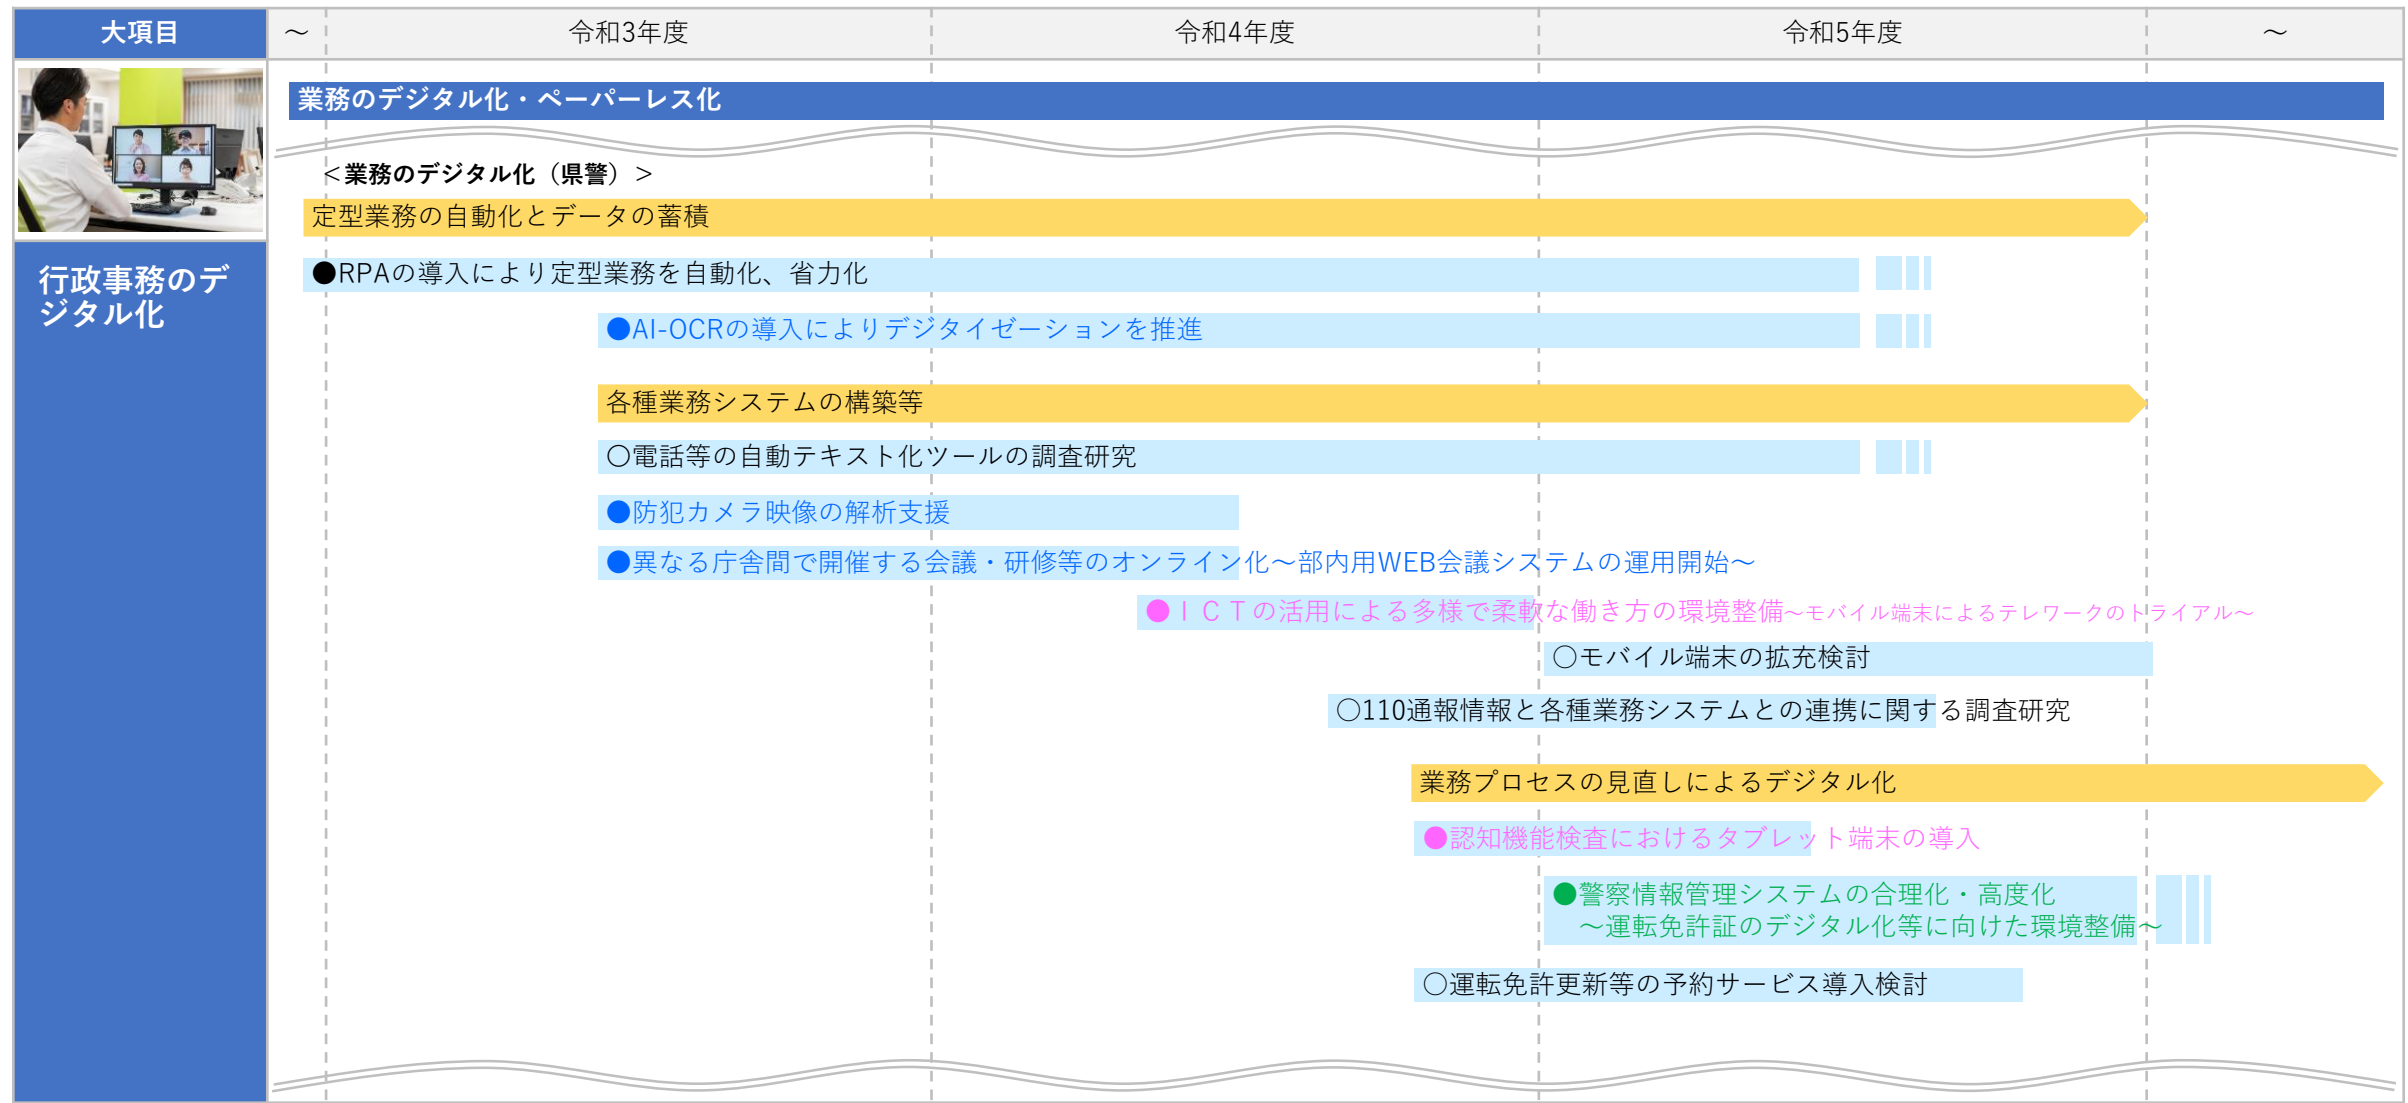 大項目
～
令和3年度
令和4年度
令和5年度
～
業務のデジタル化・ペーパーレス化
＜業務のデジタル化（県警）＞
定型業務の自動化とデータの蓄積
行政事務のデ
ジタル化
●RPAの導入により定型業務を自動化、省力化
●AI-OCRの導入によりデジタイゼーションを推進
各種業務システムの構築等
○電話等の自動テキスト化ツールの調査研究
●防犯カメラ映像の解析支援
●異なる庁舎間で開催する会議・研修等のオンライン化～部内用WEB会議システムの運用開始～
●ＩＣＴの活用による多様で柔軟な働き方の環境整備～モバイル端末によるテレワークのトライアル～
○モバイル端末の拡充検討
○110通報情報と各種業務システムとの連携に関する調査研究
業務プロセスの見直しによるデジタル化
●認知機能検査におけるタブレット端末の導入
●警察情報管理システムの合理化・高度化
～運転免許証のデジタル化等に向けた環境整備～
○運転免許更新等の予約サービス導入検討